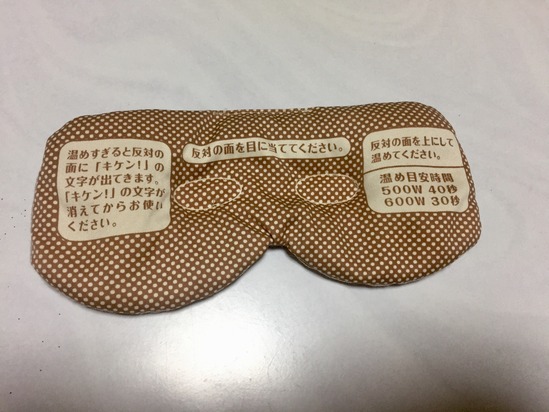 温めすぎると反対の
面に「キケン!」の
文字が出てきます。
「キケン!」の文字が
消えてからお使い
ください。
反対の面を目に当ててください。
反対の面を上にして
温めてください。
温め目安時間
500W 40秒
600W 30秒